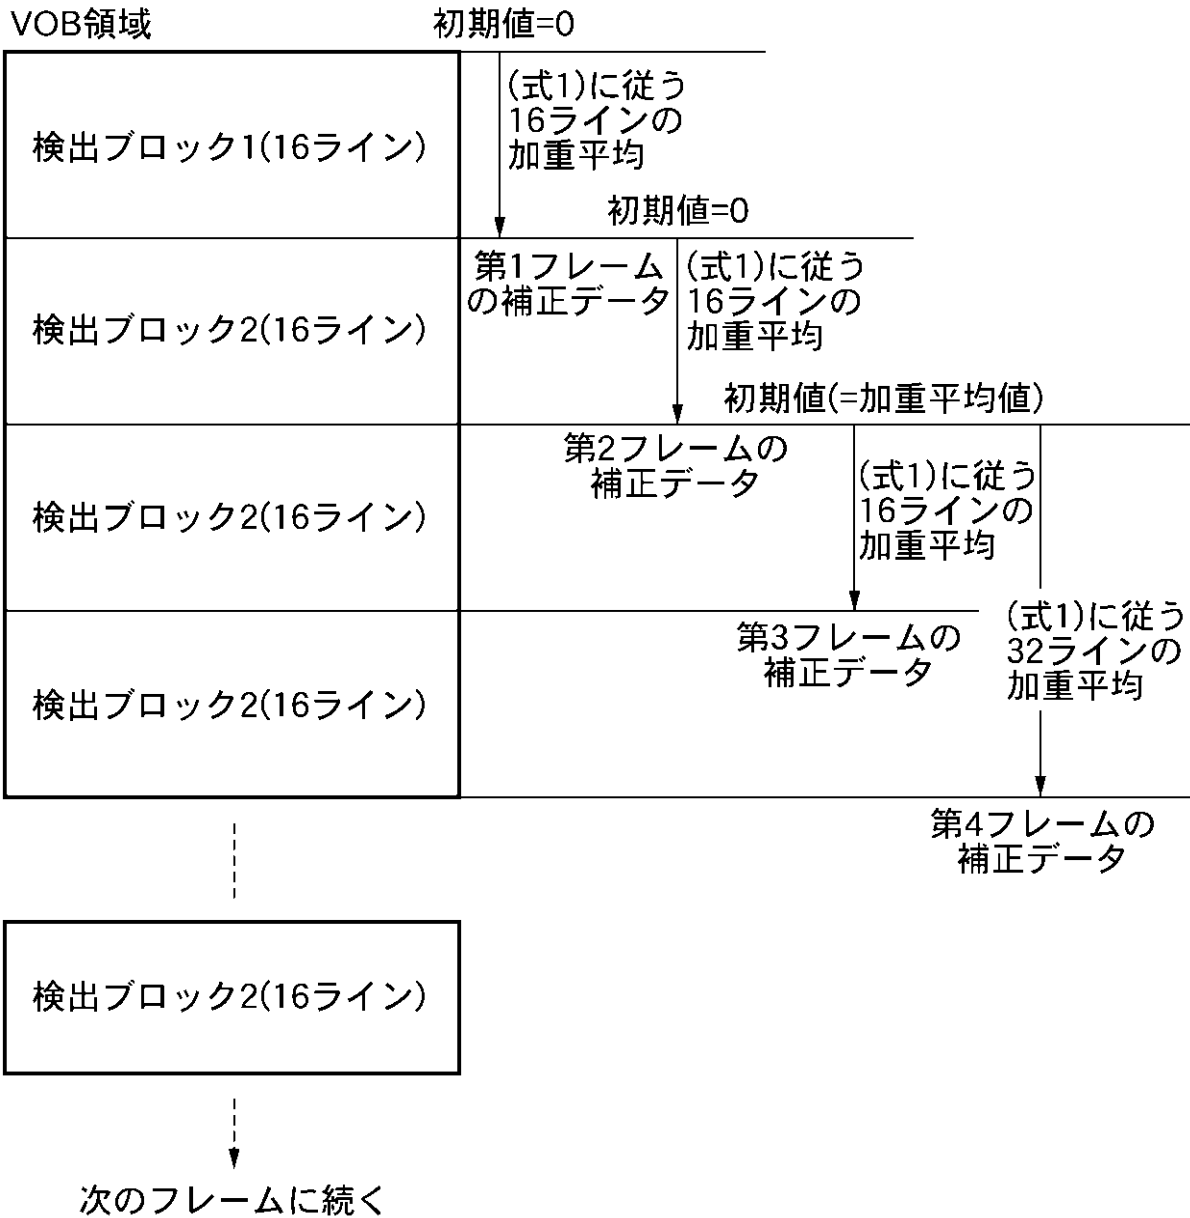 VOB領域
初期値=0
検出ブロック1(16ライン)
(式1)に従う
16ラインの
加重平均
初期値=0
検出ブロック2(16ライン)
第1フレーム
の補正データ
(式1)に従う
16ラインの
加重平均
初期値(=加重平均値)
検出ブロック2(16ライン)
第2フレームの
補正データ
(式1)に従う
16ラインの
加重平均
検出ブロック2(16ライン)
第3フレームの
補正データ
(式1)に従う
32ラインの
加重平均
第4フレームの
補正データ
検出ブロック2(16ライン)
次のフレームに続く